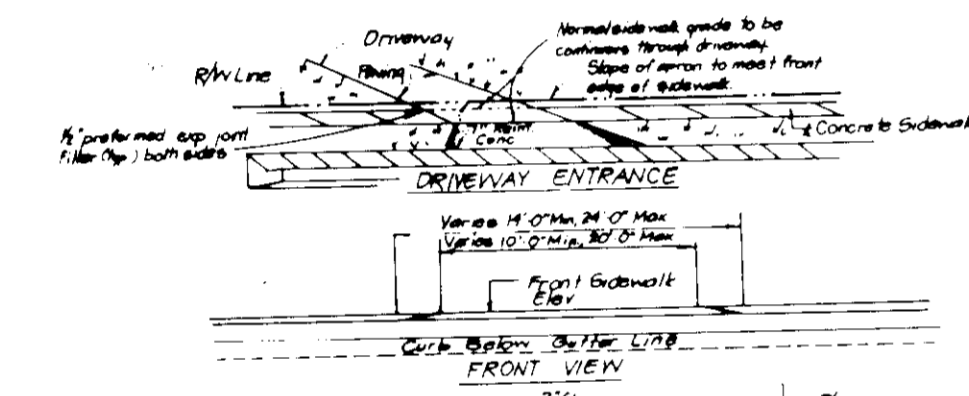 Driveway
Normal sidewalk grade to be
continuous through driveway.
Slope of apron to meet front
edge of sidewalk.
R/W Line
Paving
½" preformed exp joint
Filler (Typ.) both sides
Reinf.
Conc
Concrete Sidewalk
DRIVEWAY ENTRANCE
Varies 14'-0" Min, 24'-0" Max
Varies 10'-0" Min, 20'-0" Max
Front Sidewalk
Elev
Curb Below Gutter Line
FRONT VIEW